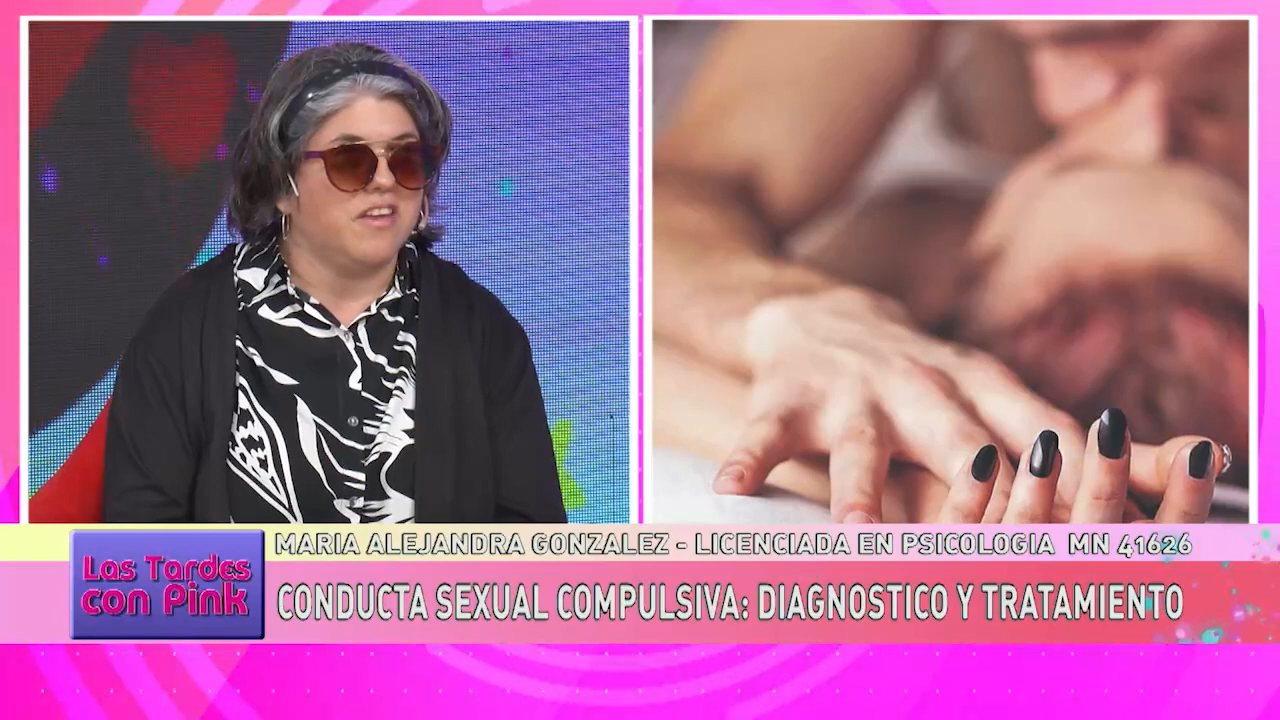 MARIA ALEJANDRA GONZALEZ - LICENCIADA EN PSICOLOGIA MN 41626
Las Tardes
con Pink
CONDUCTA SEXUAL COMPULSIVA: DIAGNOSTICO Y TRATAMIENTO